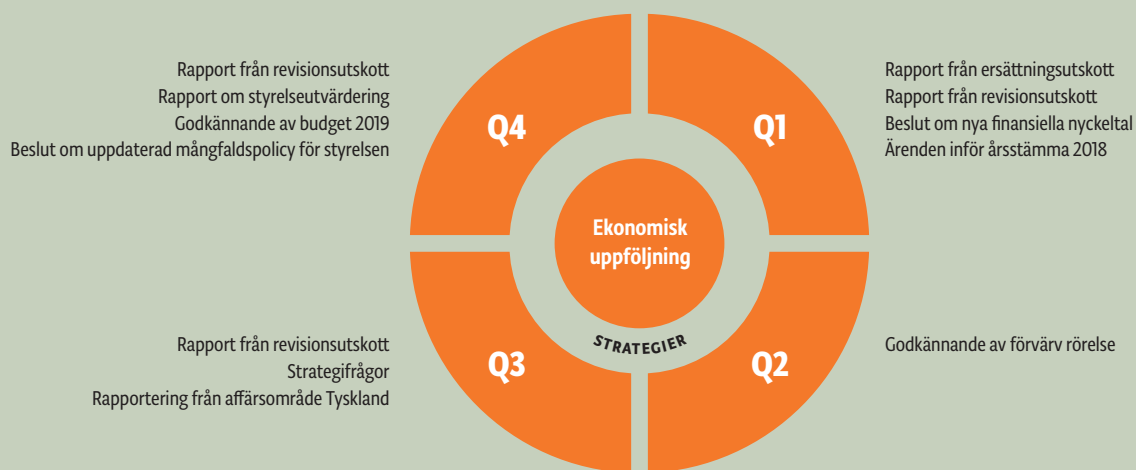 Rapport från revisionsutskott
Rapport om styrelseutvärdering
Godkännande av budget 2019
Beslut om uppdaterad mångfaldspolicy för styrelsen
Q4
Q1
Rapport från ersättningsutskott
Rapport från revisionsutskott
Beslut om nya finansiella nyckeltal
Ärenden inför årsstämma 2018
Ekonomisk
uppföljning
STRATEGIER
Rapport från revisionsutskott
Strategifrågor
Rapportering från affärsområde Tyskland
Q3
Q2
Godkännande av förvärv rörelse